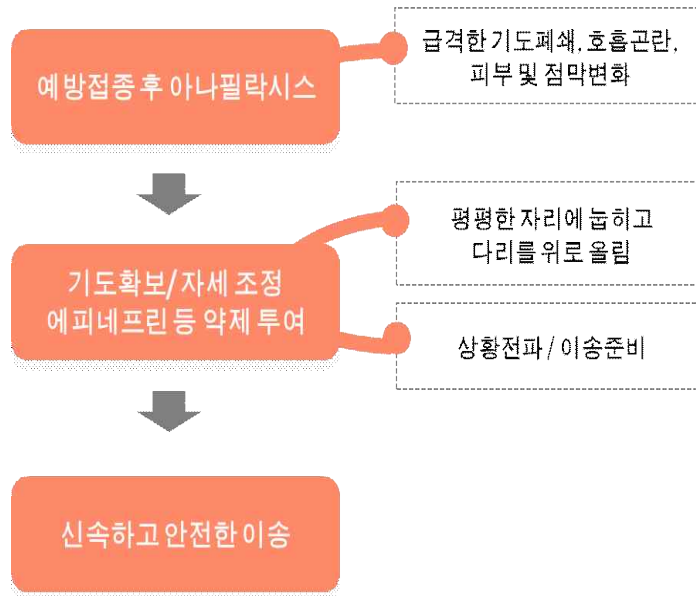 예방접종 후 아나필락시스
급격한 기도폐쇄, 호흡곤란,
피부 및 점막변화
기도확보/ 자세 조정
에피네프린 등 약제 투여
평평한 자리에 눕히고
다리를 위로 올림
상황전파 / 이송준비
신속하고 안전한 이송